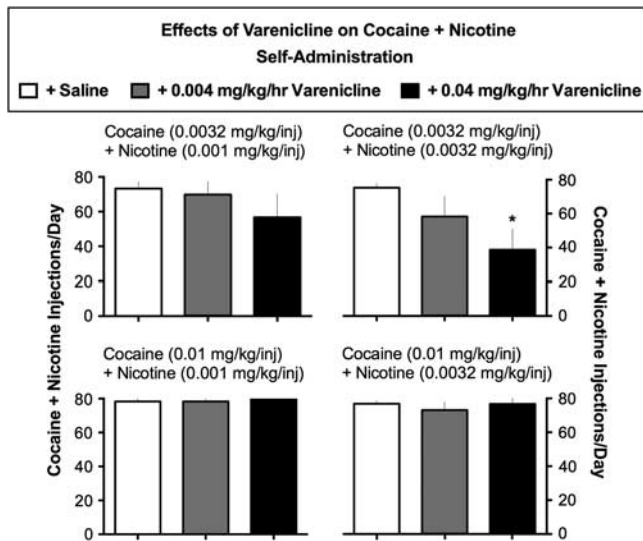 Effects of Varenicline on Cocaine + Nicotine
Self-Administration
+ Saline + 0.004 mg/kg/hr Varenicline + 0.04 mg/kg/hr Varenicline
Cocaine (0.0032 mg/kg/inj)
+ Nicotine (0.001 mg/kg/inj)
Cocaine (0.0032 mg/kg/inj)
+ Nicotine (0.0032 mg/kg/inj)
Cocaine + Nicotine Injections/Day
80
60
40
20
0
*
80
60
40
20
0
Cocaine + Nicotine Injections/Day
Cocaine (0.01 mg/kg/inj)
+ Nicotine (0.001 mg/kg/inj)
Cocaine (0.01 mg/kg/inj)
+ Nicotine (0.0032 mg/kg/inj)
80
60
40
20
0
80
60
40
20
0